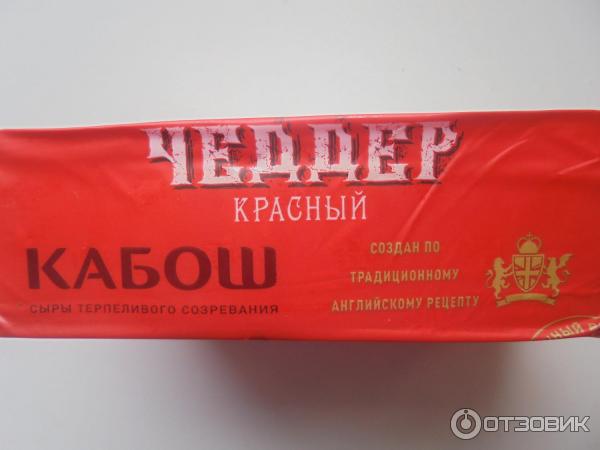 ЧЕДДЕР
КРАСНЫЙ
КАБОШ
СЫРЫ ТЕРПЕЛИВОГО СОЗРЕВАНИЯ
СОЗДАН ПО
ТРАДИЦИОННОМУ
АНГЛИЙСКОМУ РЕЦЕПТУ
ОТЗОВИК